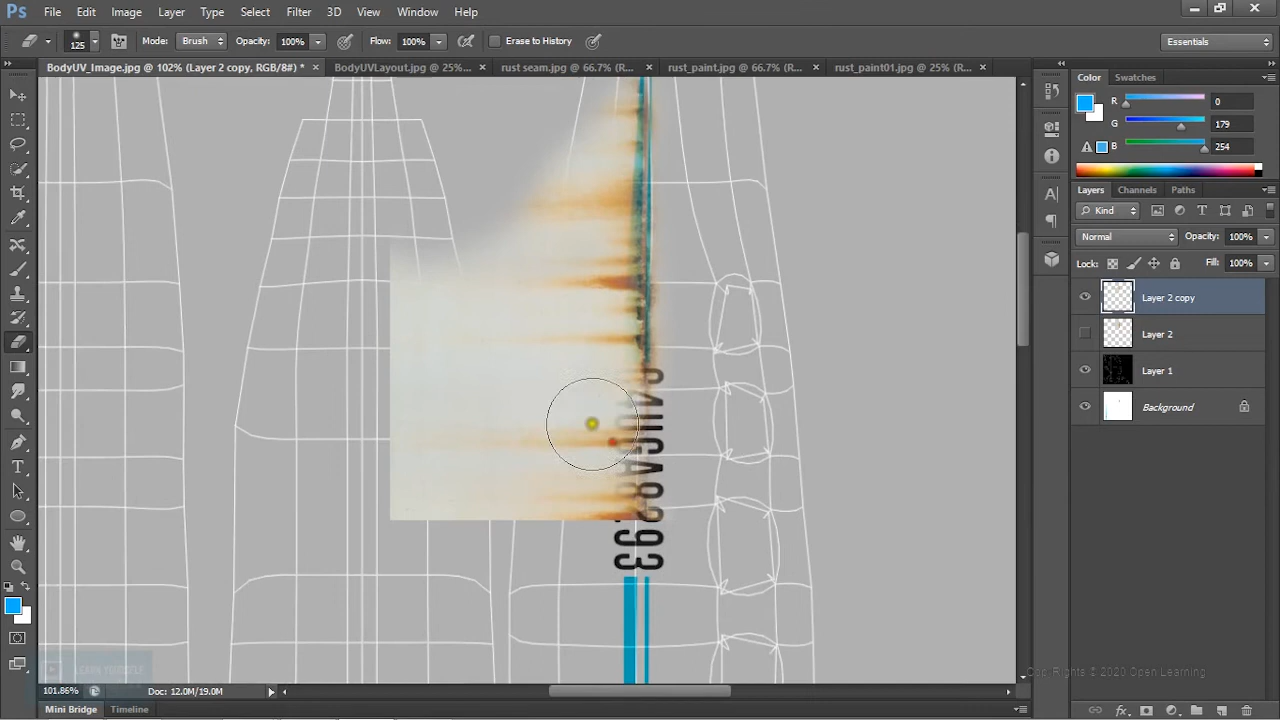 Ps File Edit Image Layer Type Select Filter 3D View Window Help
125 Mode: Brush Opacity: 100% Flow: 100% Erase to History Essentials
BodyUV_Image.jpg @ 102% (Layer 2 copy, RGB/8#) * × BodyUVLayout.jpg @ 25%... × rust seam.jpg @ 66.7% (R... × rust_paint.jpg @ 66.7% (R... × rust_paint01.jpg @ 25% (R... ×
Color Swatches
R 0
G 179
B 254
Layers Channels Paths
Kind
Normal Opacity: 100%
Lock: Fill: 100%
Layer 2 copy
Layer 2
Layer 1
Background
93
LEARN YOURSELF
Cop Rights © 2020 Open Learning
101.86% Doc: 12.0M/19.0M
Mini Bridge Timeline